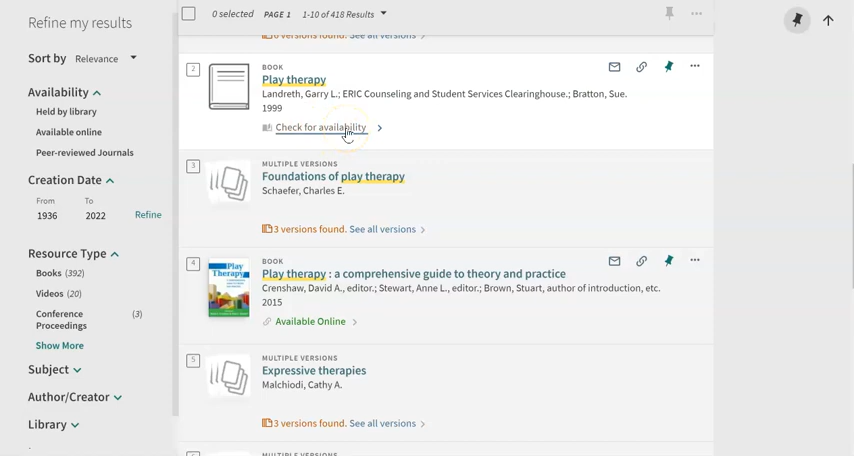 Refine my results
Sort by Relevance
Availability
Held by library
Available online
Peer-reviewed Journals
Creation Date
From To
1936 2022 Refine
Resource Type
Books (392)
Videos (20)
Conference Proceedings (3)
Show More
Subject
Author/Creator
Library
0 selected PAGE 1 1-10 of 418 Results
6 versions found. See all versions
2
BOOK
Play therapy
Landreth, Garry L.; ERIC Counseling and Student Services Clearinghouse.; Bratton, Sue.
1999
Check for availability
3
MULTIPLE VERSIONS
Foundations of play therapy
Schaefer, Charles E.
3 versions found. See all versions
4
BOOK
Play therapy : a comprehensive guide to theory and practice
Crenshaw, David A., editor.; Stewart, Anne L., editor.; Brown, Stuart, author of introduction, etc.
2015
Available Online
Play
Therapy
5
MULTIPLE VERSIONS
Expressive therapies
Malchiodi, Cathy A.
3 versions found. See all versions